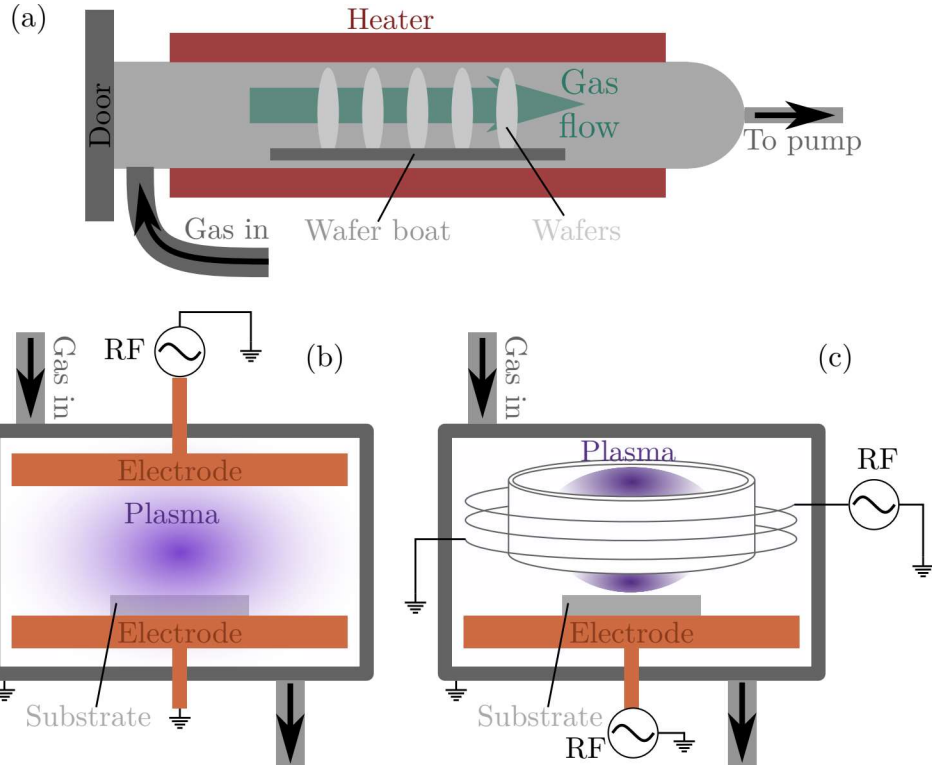 (a)
Heater
Door
Gas
flow
To pump
Gas in
Wafer boat
Wafers
RF
(b)
Gas in
Electrode
Plasma
Electrode
Substrate
(c)
Gas in
Plasma
RF
Electrode
Substrate
RF